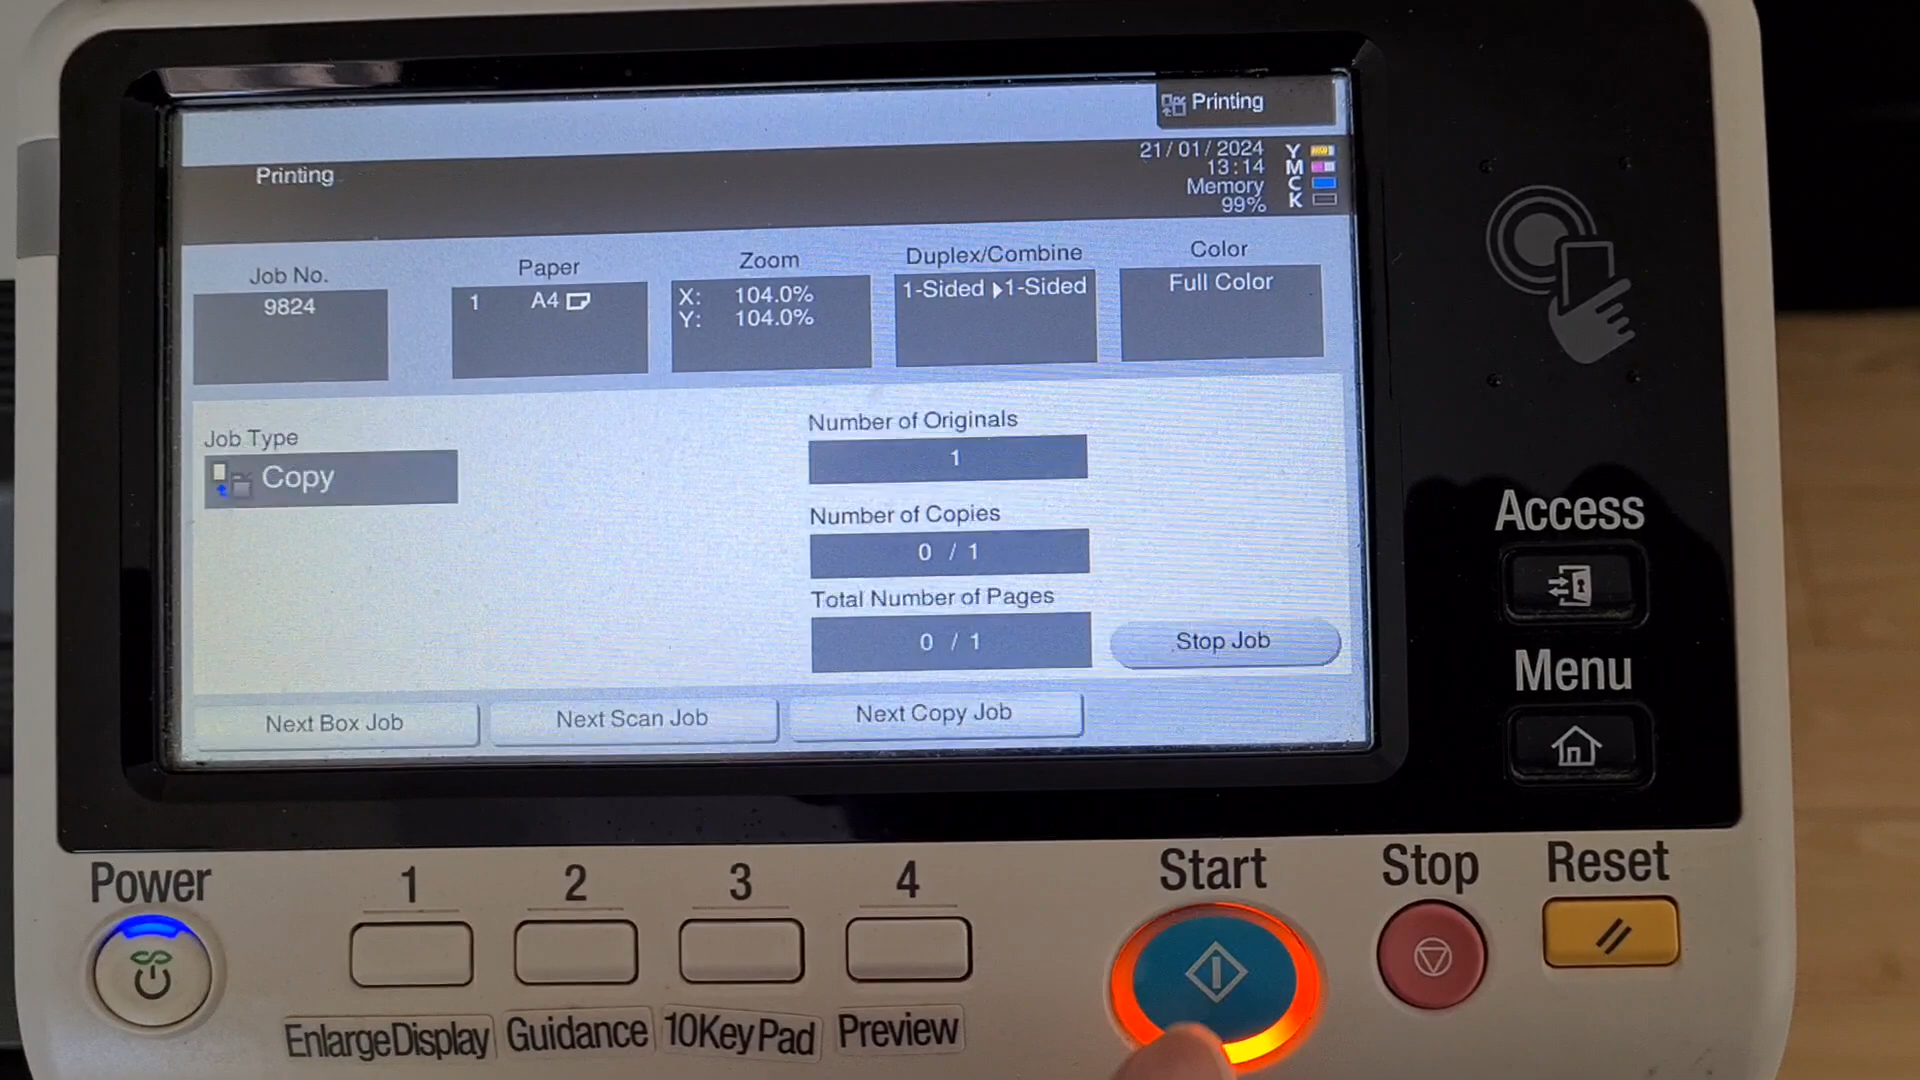 Printing
Printing
21/01/2024
13:14
Memory
99%
Y
M
C
K
Job No.
9824
Paper
1 A4
Zoom
X: 104.0%
Y: 104.0%
Duplex/Combine
1-Sided ▶1-Sided
Color
Full Color
Job Type
Copy
Number of Originals
1
Number of Copies
0 / 1
Total Number of Pages
0 / 1
Stop Job
Next Box Job
Next Scan Job
Next Copy Job
Access
Menu
Power
1
2
3
4
Start
Stop
Reset
EnlargeDisplay
Guidance
10KeyPad
Preview